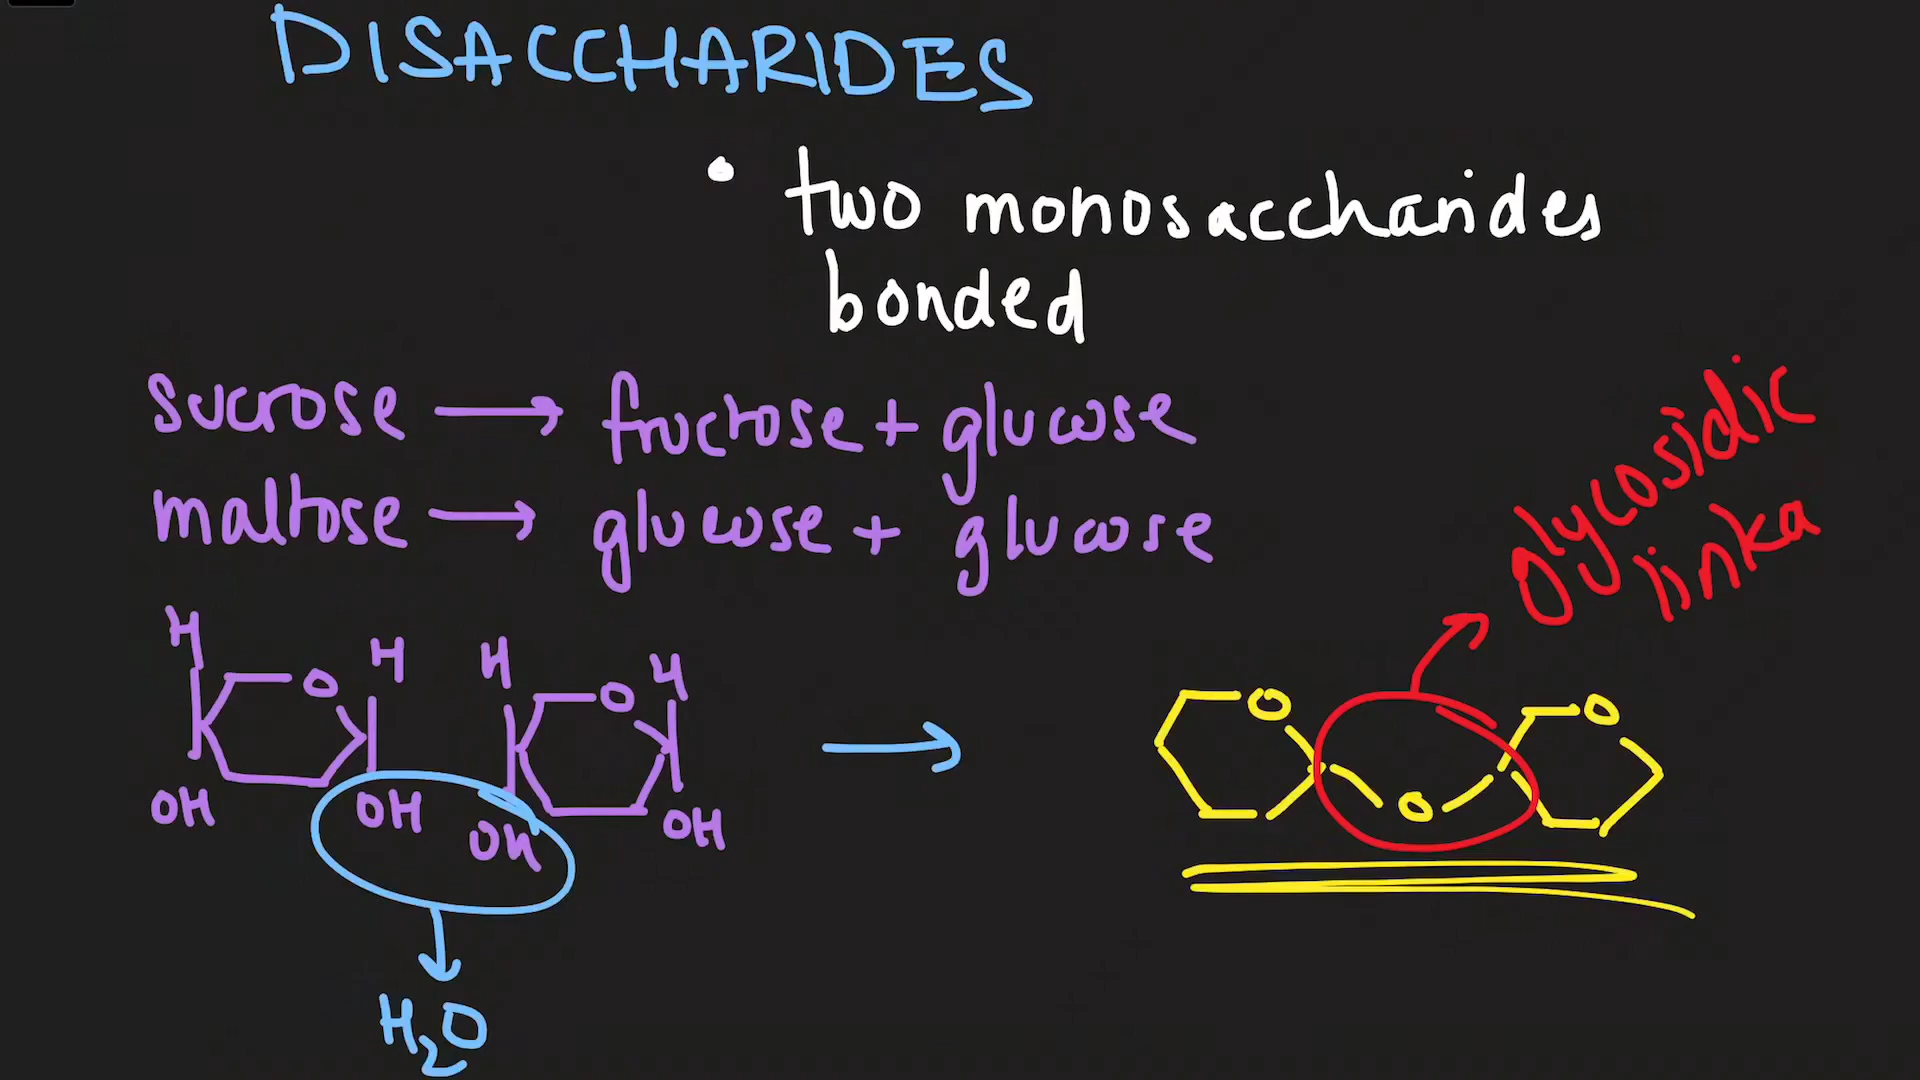 DISACCHARIDES
• two monosaccharides
bonded
sucrose → fructose + glucose
maltose → glucose + glucose
glycosidic
linka
H H H H
O O
OH OH OH OH
→
O O
O
H₂O